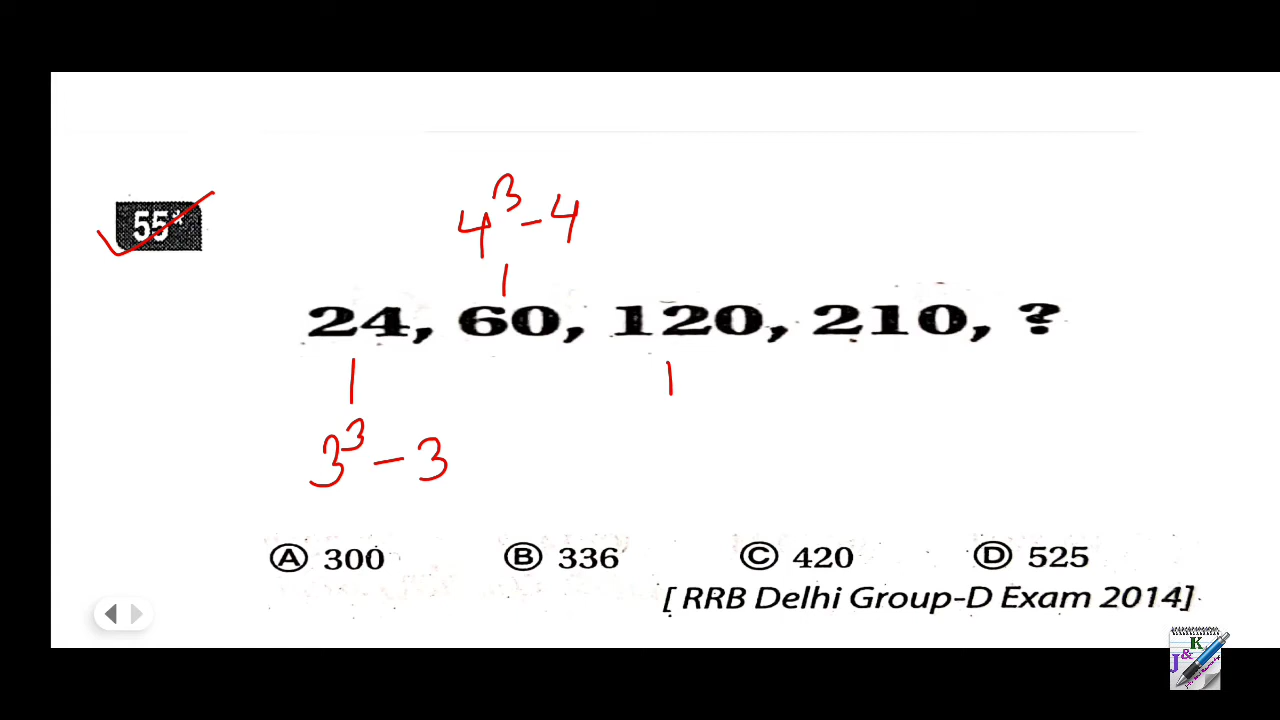 55*
4³-4
24, 60, 120, 210, ?
3³-3
Ⓐ 300 Ⓑ 336 Ⓒ 420 Ⓓ 525
[ RRB Delhi Group-D Exam 2014]
J&K